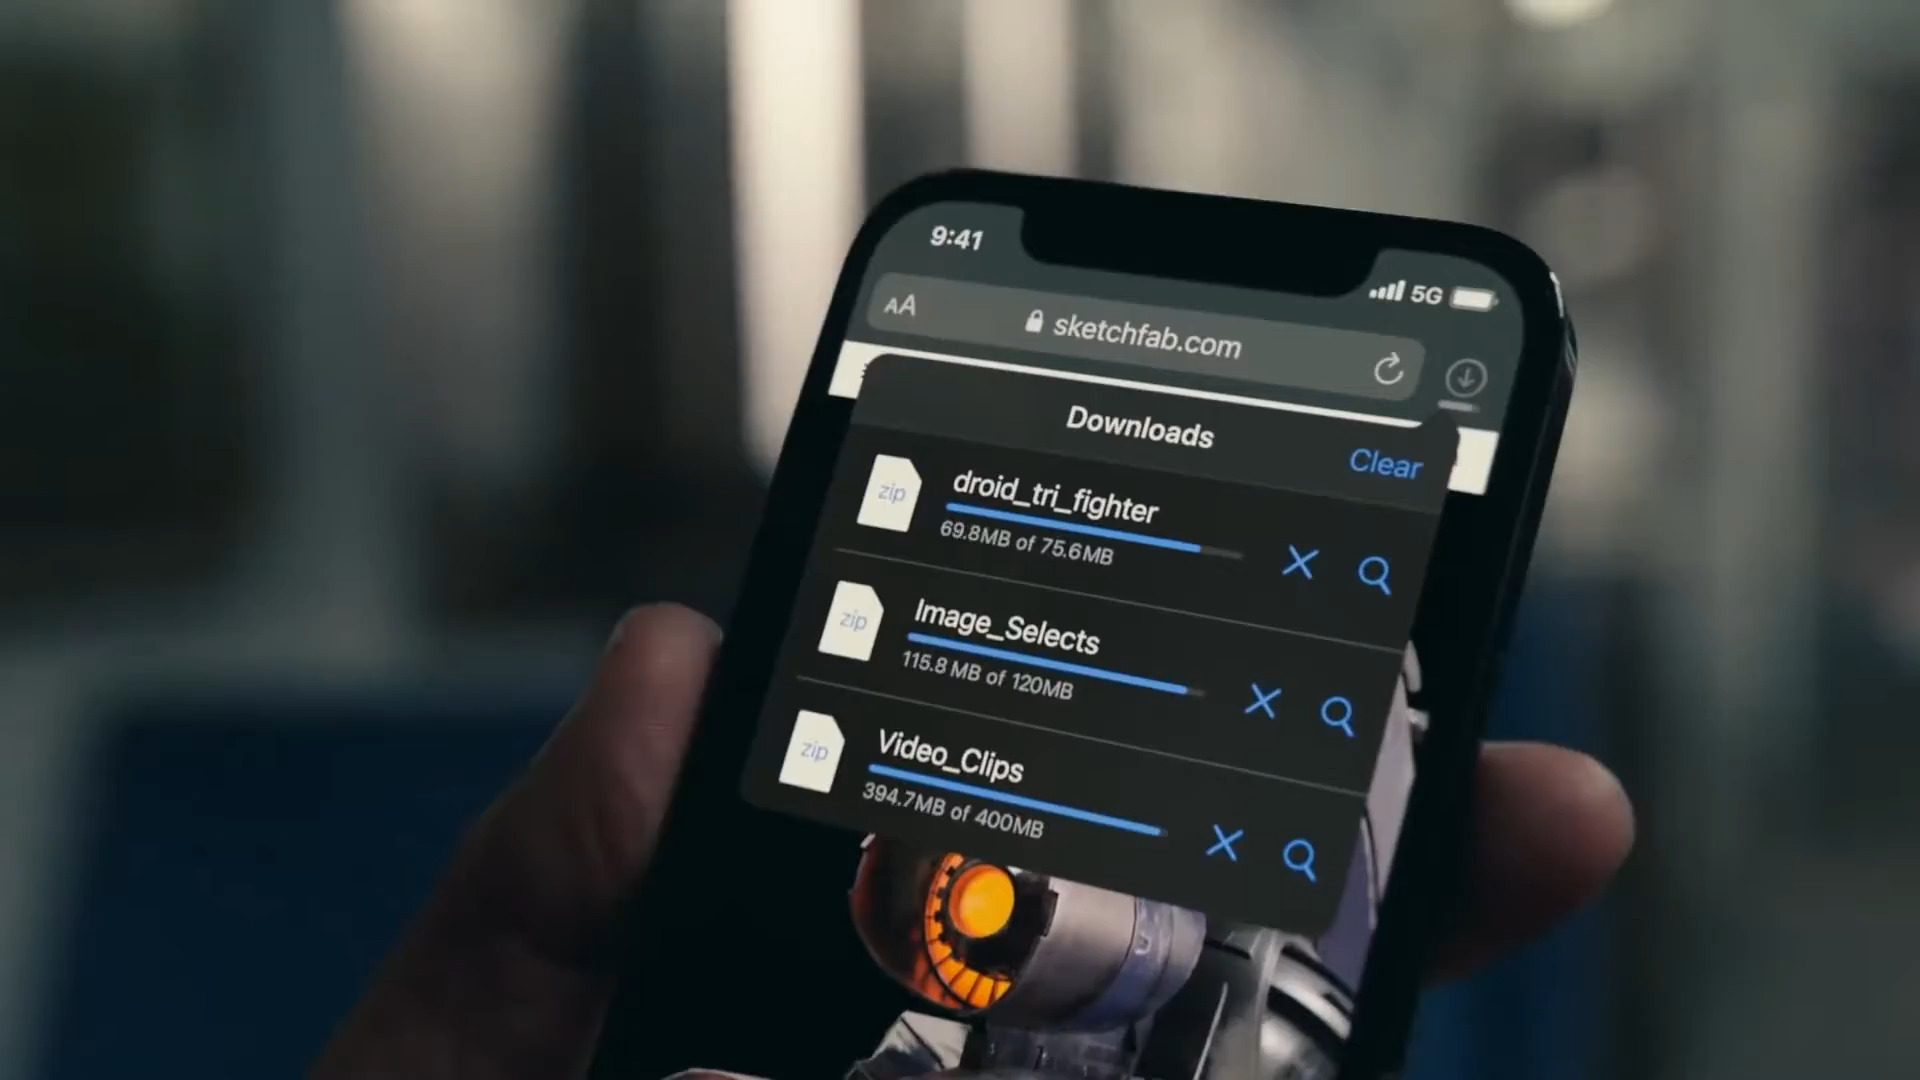 9:41
5G
AA
sketchfab.com
Downloads
Clear
zip
droid_tri_fighter
69.8MB of 75.6MB
zip
Image_Selects
115.8 MB of 120MB
zip
Video_Clips
394.7MB of 400MB